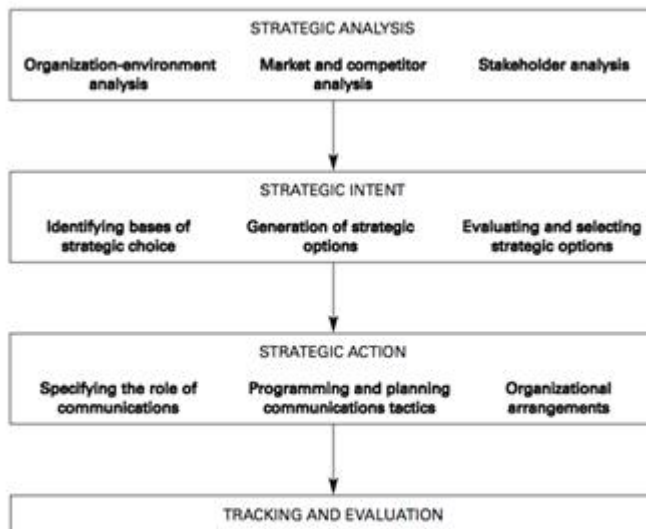 STRATEGIC ANALYSIS
Organization-environment analysis
Market and competitor analysis
Stakeholder analysis
STRATEGIC INTENT
Identifying bases of strategic choice
Generation of strategic options
Evaluating and selecting strategic options
STRATEGIC ACTION
Specifying the role of communications
Programming and planning communications tactics
Organizational arrangements
TRACKING AND EVALUATION